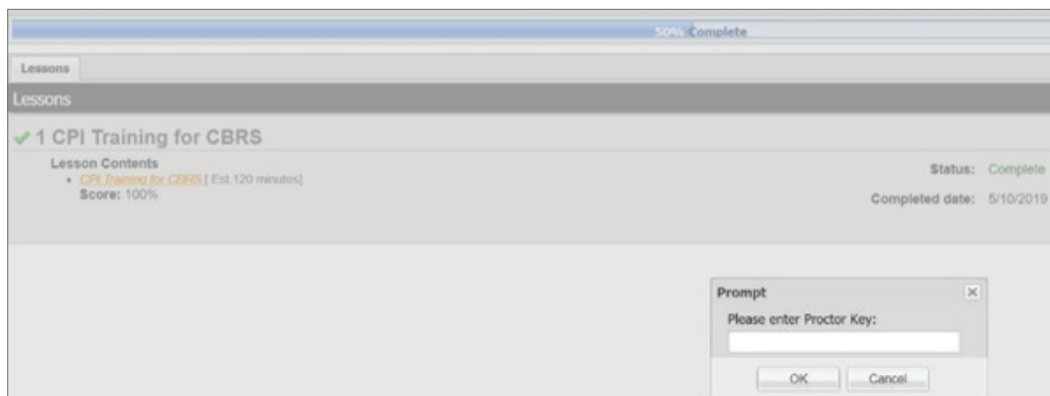 50% Complete
Lessons
Lessons
✔ 1 CPI Training for CBRS
Lesson Contents
• CPI Training for CBRS [ Est.120 minutes]
Score: 100%
Status: Complete
Completed date: 5/10/2019
Prompt
Please enter Proctor Key:
OK Cancel